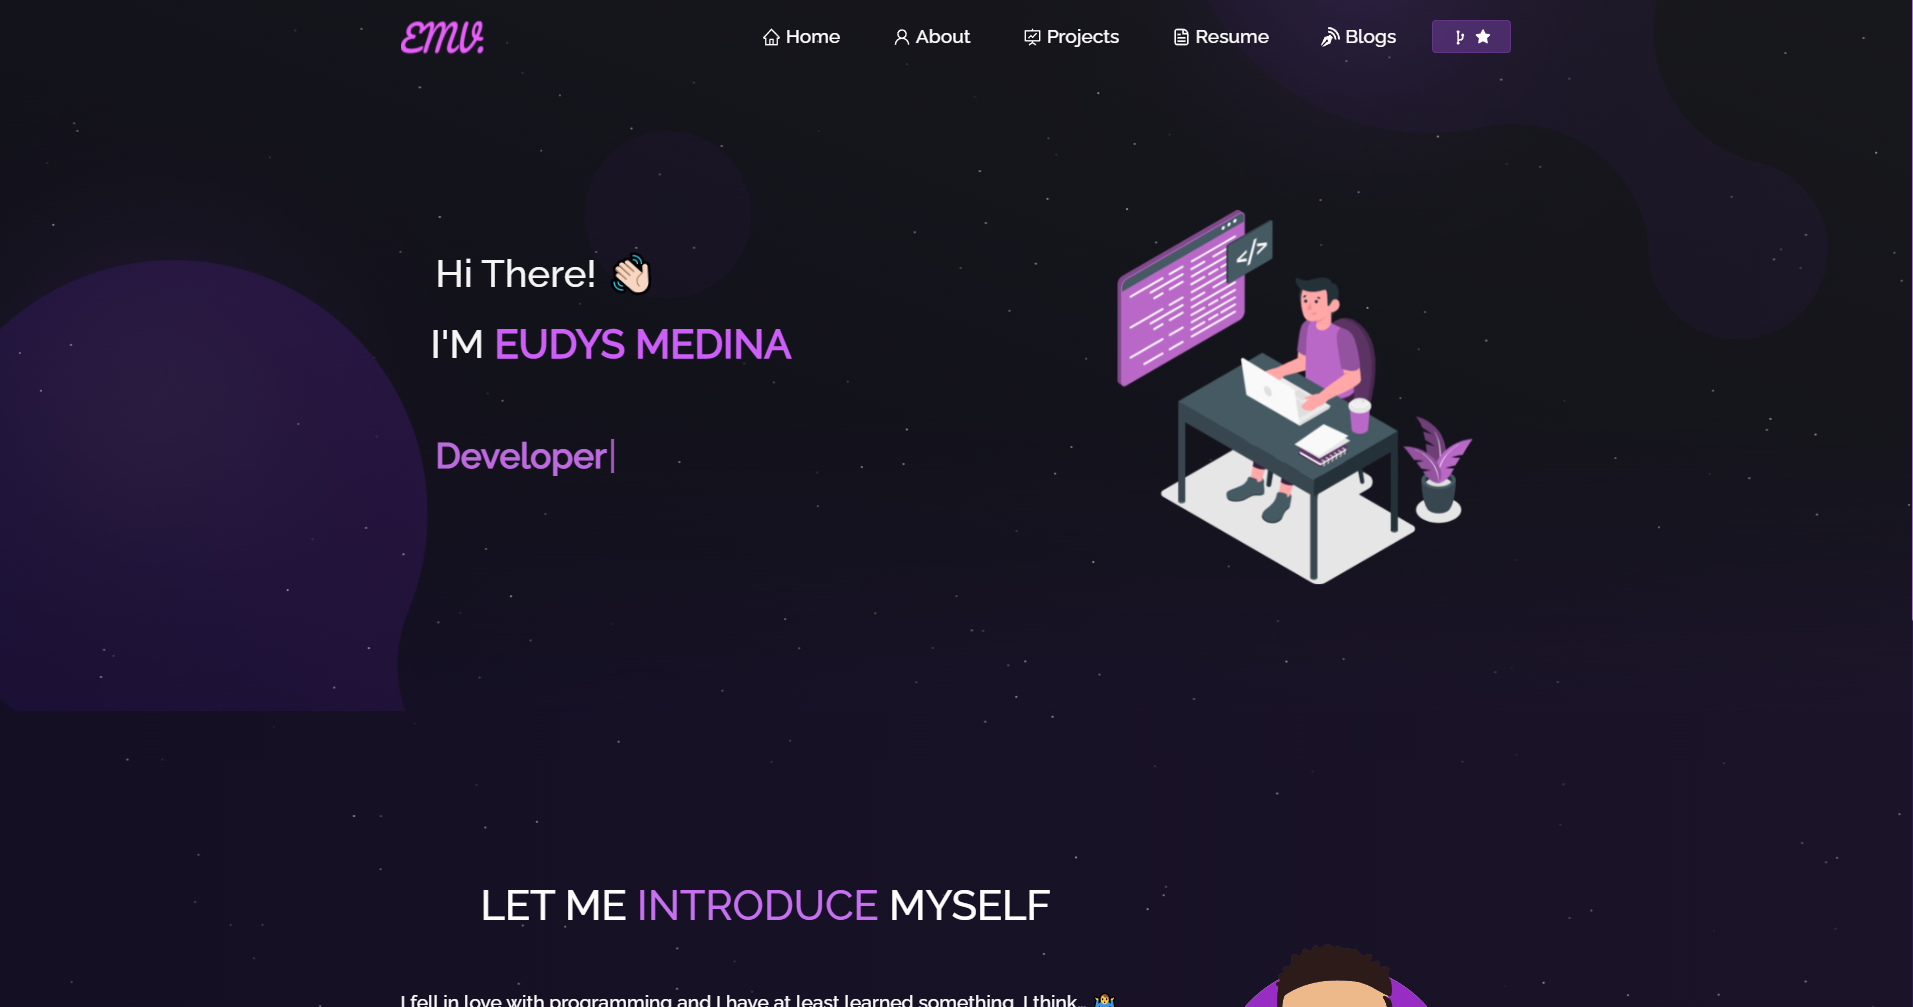 EMV.
Home About Projects Resume Blogs
</>
Hi There! 👋🏻
I'M EUDYS MEDINA
Developer|
LET ME INTRODUCE MYSELF
I fell in love with programming and I have at least learned something, I think… 🤷‍♂️